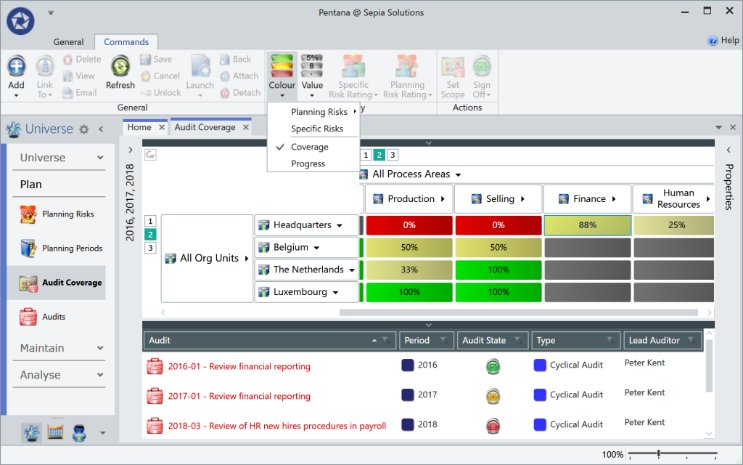 Pentana @ Sepia Solutions
General Commands
Help
Add
Link To
Delete
View
Email
Refresh
Save
Cancel
Unlock
Launch
Back
Attach
Detach
Colour
Value
Specific Risk Rating
Planning Risk Rating
Set Scope
Sign Off
General
Actions
Planning Risks
Specific Risks
Coverage
Progress
Universe
Home
Audit Coverage
Universe
Plan
Planning Risks
Planning Periods
Audit Coverage
Audits
Maintain
Analyse
2016, 2017, 2018
Properties
1 2 3
All Process Areas
Production Selling Finance Human Resources
1
2
3
All Org Units
Headquarters 0% 0% 88% 25%
Belgium 50% 50%
The Netherlands 33% 100%
Luxembourg 100% 100%
Audit Period Audit State Type Lead Auditor
2016-01 - Review financial reporting 2016 Cyclical Audit Peter Kent
2017-01 - Review financial reporting 2017 Cyclical Audit Peter Kent
2018-03 - Review of HR new hires procedures in payroll 2018 Cyclical Audit Peter Kent
100%